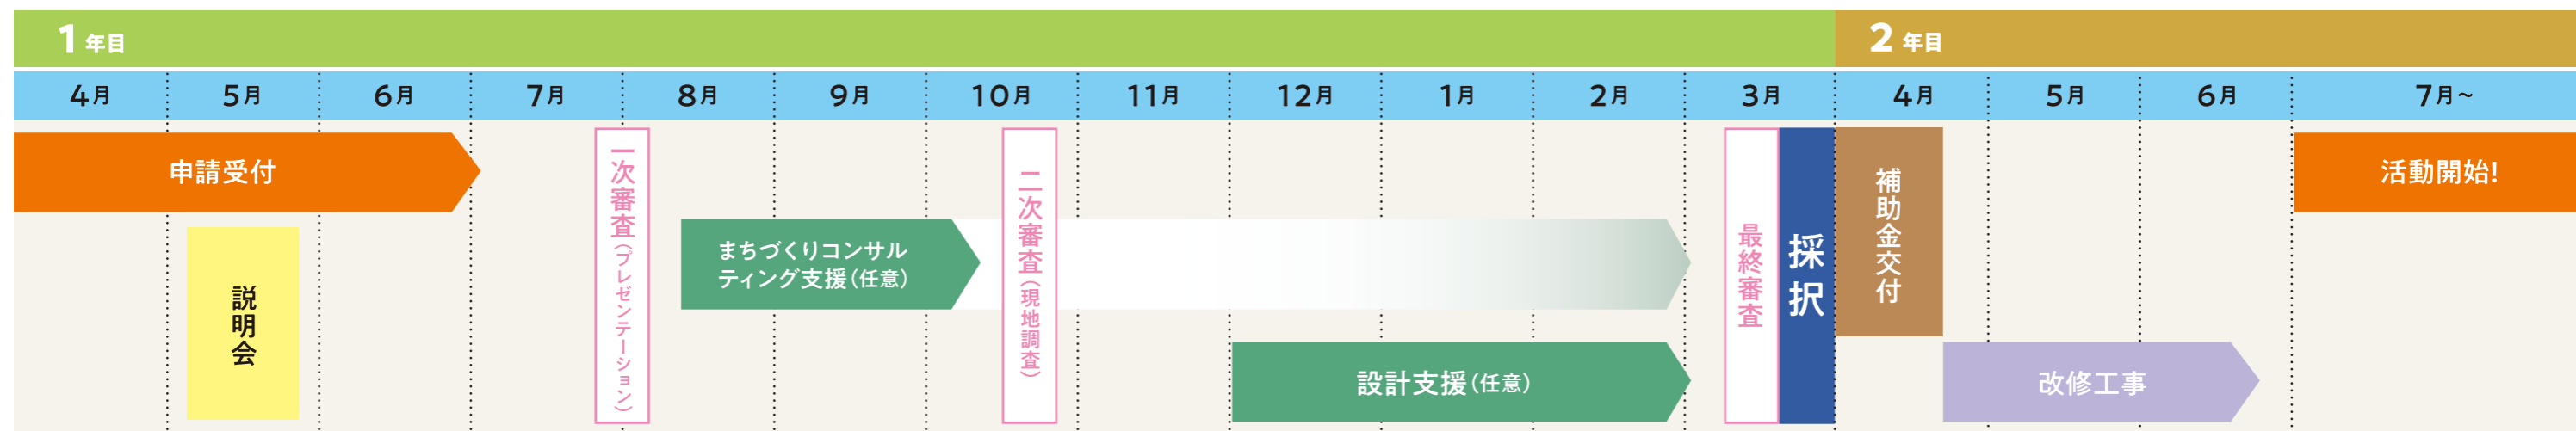 1年目
2年目
4月
5月
6月
7月
8月
9月
10月
11月
12月
1月
2月
3月
4月
5月
6月
7月～
申請受付
説明会
一次審査（プレゼンテーション）
まちづくりコンサル
ティング支援（任意）
二次審査（現地調査）
設計支援（任意）
最終審査
採択
補助金交付
改修工事
活動開始！